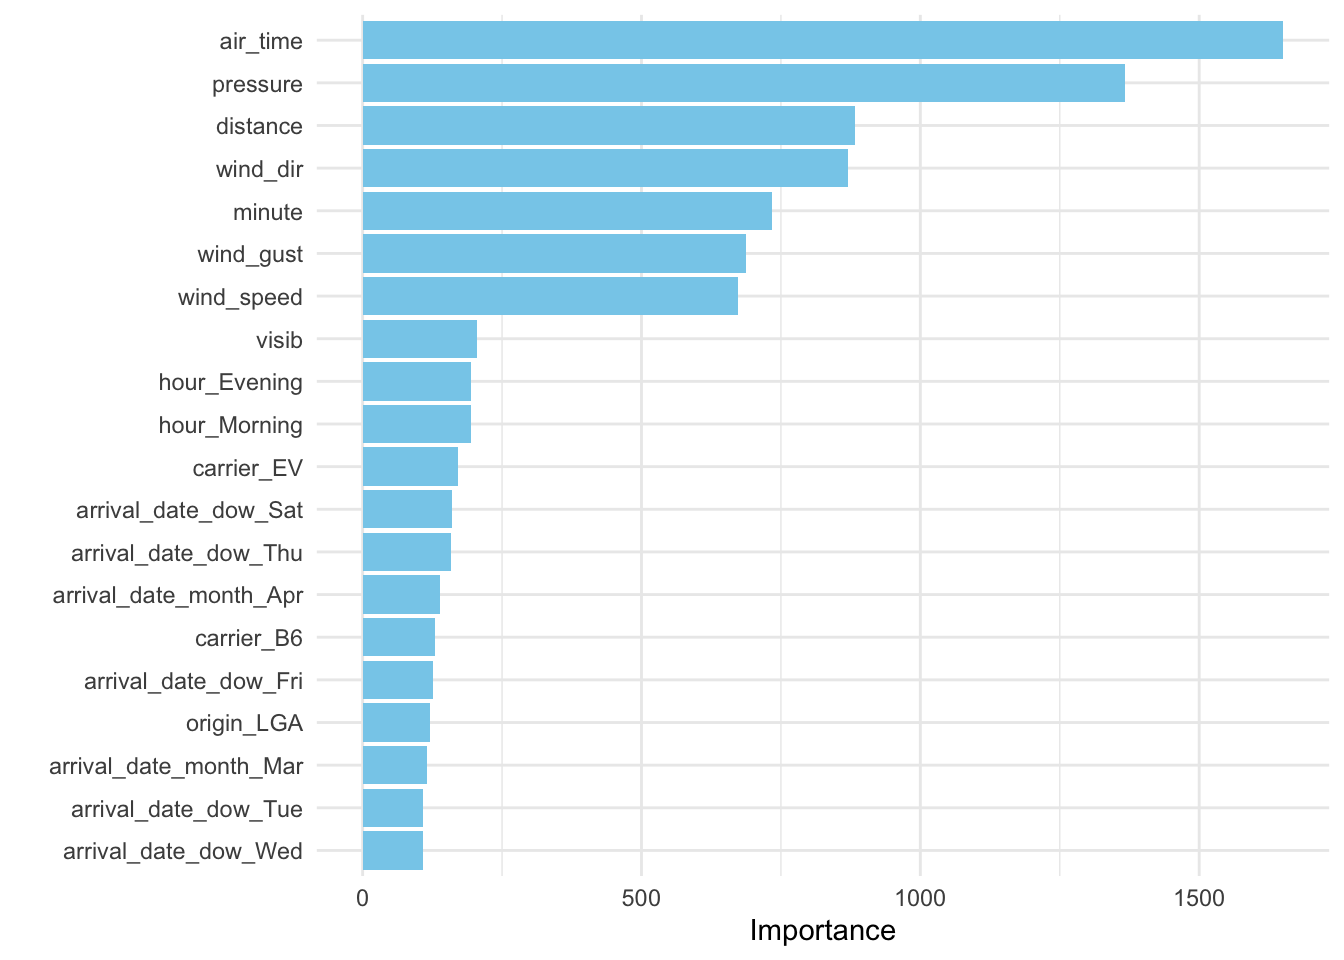 air_time
pressure
distance
wind_dir
minute
wind_gust
wind_speed
visib
hour_Evening
hour_Morning
carrier_EV
arrival_date_dow_Sat
arrival_date_dow_Thu
arrival_date_month_Apr
carrier_B6
arrival_date_dow_Fri
origin_LGA
arrival_date_month_Mar
arrival_date_dow_Tue
arrival_date_dow_Wed
0 500 1000 1500
Importance